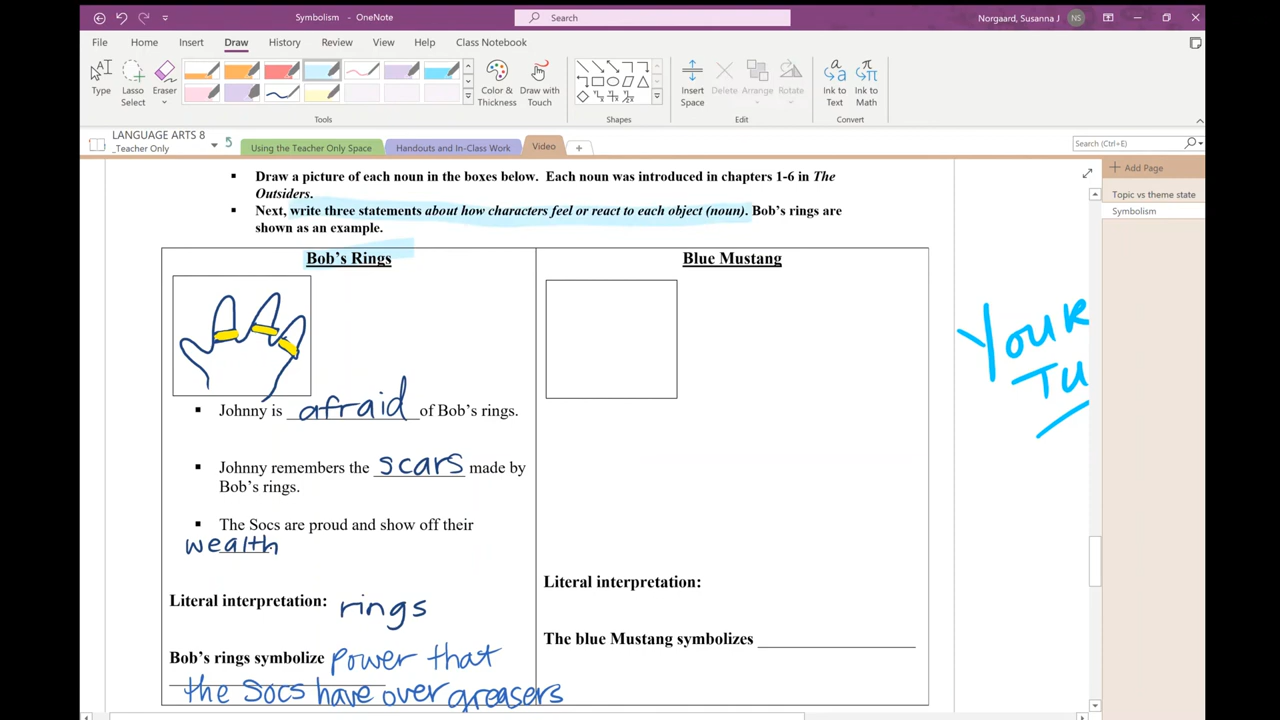 Symbolism - OneNote
Search
Norgaard, Susanna J
NS
File Home Insert Draw History Review View Help Class Notebook
Type
Lasso Select
Eraser
Color & Thickness
Draw with Touch
Insert Space
Delete
Arrange
Rotate
Ink to Text
Ink to Math
Tools
Shapes
Edit
Convert
LANGUAGE ARTS 8
_Teacher Only
Using the Teacher Only Space
Handouts and In-Class Work
Video
Search (Ctrl+E)
Add Page
Topic vs theme state
Symbolism
▪ Draw a picture of each noun in the boxes below. Each noun was introduced in chapters 1-6 in The
Outsiders.
▪ Next, write three statements about how characters feel or react to each object (noun). Bob's rings are
shown as an example.
Bob's Rings
▪ Johnny is afraid of Bob's rings.
▪ Johnny remembers the scars made by
Bob's rings.
▪ The Socs are proud and show off their
wealth
Literal interpretation: rings
Bob's rings symbolize power that
the Socs have over greasers
Blue Mustang
Literal interpretation:
The blue Mustang symbolizes
YOUR
TU